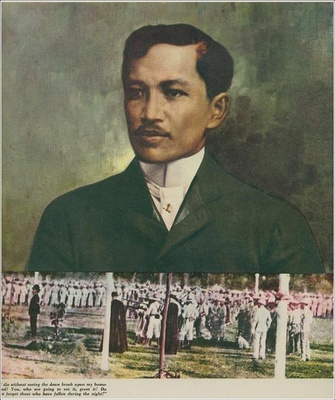 die without seeing the dawn break upon my home-
nd! You, who are going to see it, greet it! Do
t forget those who have fallen during the night!"